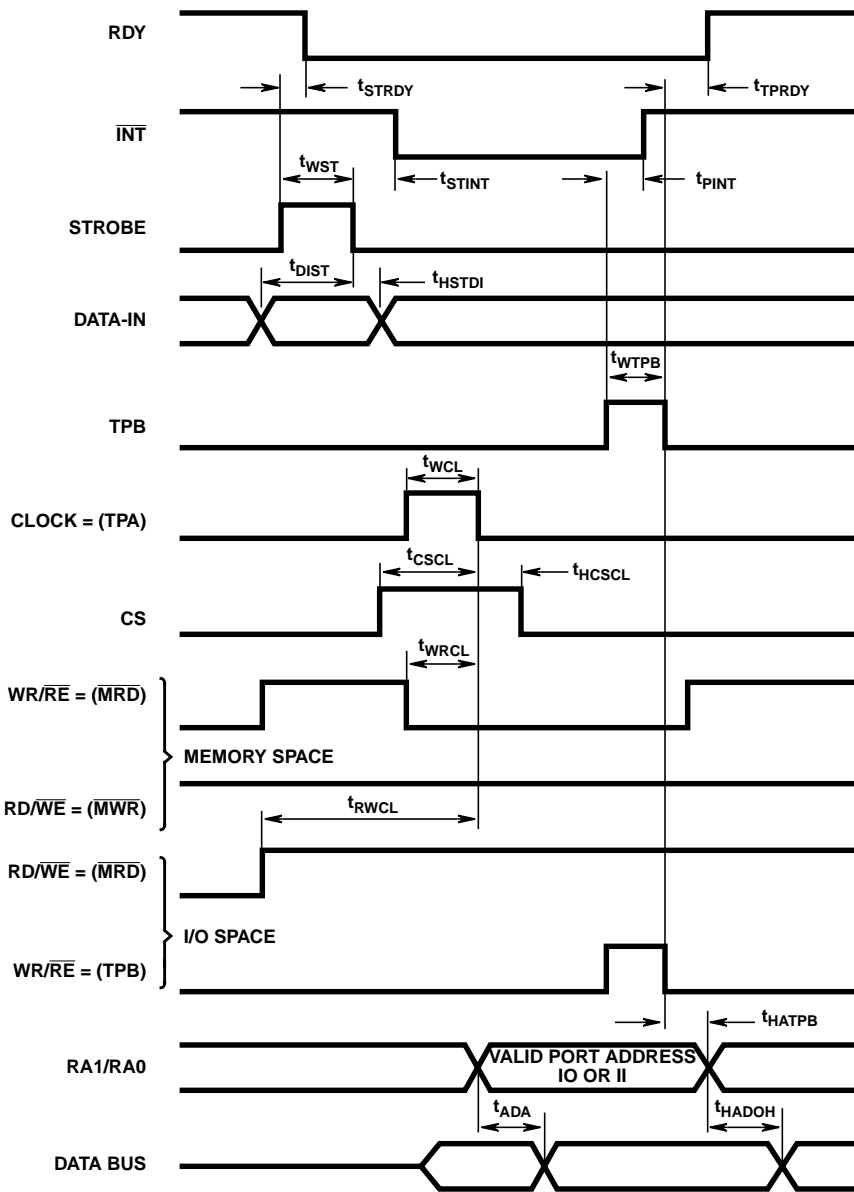 RDY
tSTRDY
tTPRDY
INT
tWST
tSTINT
tPINT
STROBE
tDIST
tHSTDI
DATA-IN
tWTPB
TPB
tWCL
CLOCK = (TPA)
tCSCL
tHCSCL
CS
tWRCL
WR/RE = (MRD)
MEMORY SPACE
RD/WE = (MWR)
tRWCL
RD/WE = (MRD)
I/O SPACE
WR/RE = (TPB)
tHATPB
RA1/RA0
VALID PORT ADDRESS
IO OR II
tADA
tHADOH
DATA BUS